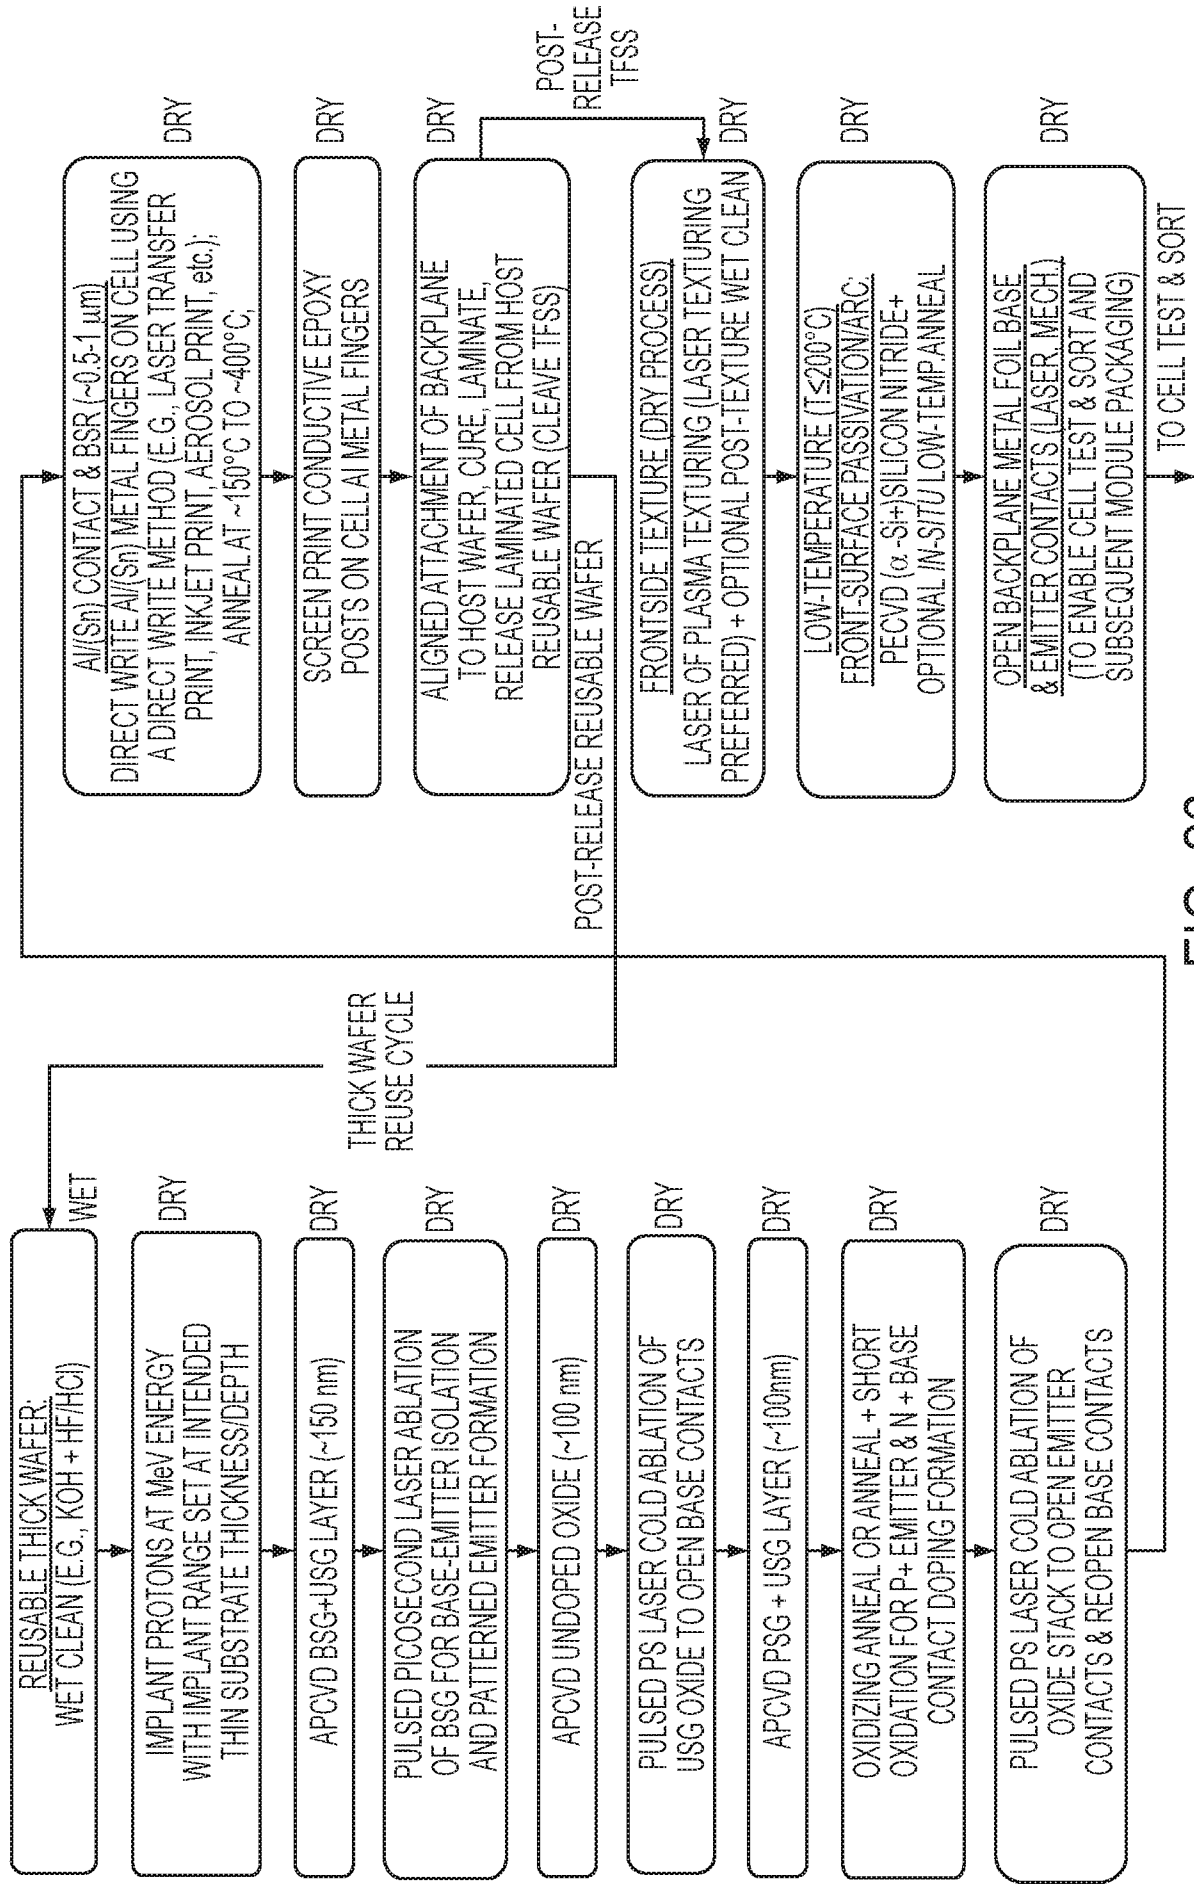 REUSABLE THICK WAFER:
WET CLEAN (E.G., KOH + HF/HCl)
WET
IMPLANT PROTONS AT MeV ENERGY
WITH IMPLANT RANGE SET AT INTENDED
THIN SUBSTRATE THICKNESS/DEPTH
DRY
APCVD BSG+USG LAYER (~150 nm)
DRY
PULSED PICOSECOND LASER ABLATION
OF BSG FOR BASE-EMITTER ISOLATION
AND PATTERNED EMITTER FORMATION
DRY
APCVD UNDOPED OXIDE (~100 nm)
DRY
PULSED PS LASER COLD ABLATION OF
USG OXIDE TO OPEN BASE CONTACTS
DRY
APCVD PSG + USG LAYER (~100nm)
DRY
OXIDIZING ANNEAL OR ANNEAL + SHORT
OXIDATION FOR P+ EMITTER & N + BASE
CONTACT DOPING FORMATION
DRY
PULSED PS LASER COLD ABLATION OF
OXIDE STACK TO OPEN EMITTER
CONTACTS & REOPEN BASE CONTACTS
DRY
THICK WAFER
REUSE CYCLE
Al/(Sn) CONTACT & BSR (~0.5-1 μm)
DIRECT WRITE Al/(Sn) METAL FINGERS ON CELL USING
A DIRECT WRITE METHOD (E.G., LASER TRANSFER
PRINT, INKJET PRINT, AEROSOL PRINT, etc.);
ANNEAL AT ~150°C TO ~400°C;
DRY
SCREEN PRINT CONDUCTIVE EPOXY
POSTS ON CELLAI METAL FINGERS
DRY
ALIGNED ATTACHMENT OF BACKPLANE
TO HOST WAFER, CURE, LAMINATE,
RELEASE LAMINATED CELL FROM HOST
REUSABLE WAFER (CLEAVE TFSS)
DRY
POST-
RELEASE
TFSS
POST-RELEASE REUSABLE WAFER
FRONTSIDE TEXTURE (DRY PROCESS)
LASER OF PLASMA TEXTURING (LASER TEXTURING
PREFERRED) + OPTIONAL POST-TEXTURE WET CLEAN
DRY
LOW-TEMPERATURE (T≤200°C)
FRONT-SURFACE PASSIVATION/ARC:
PECVD (α-Si+)SILICON NITRIDE+
OPTIONAL IN-SITU LOW-TEMP.ANNEAL
DRY
OPEN BACKPLANE METAL FOIL BASE
& EMITTER CONTACTS (LASER, MECH.)
(TO ENABLE CELL TEST & SORT AND
SUBSEQUENT MODULE PACKAGING)
DRY
TO CELL TEST & SORT